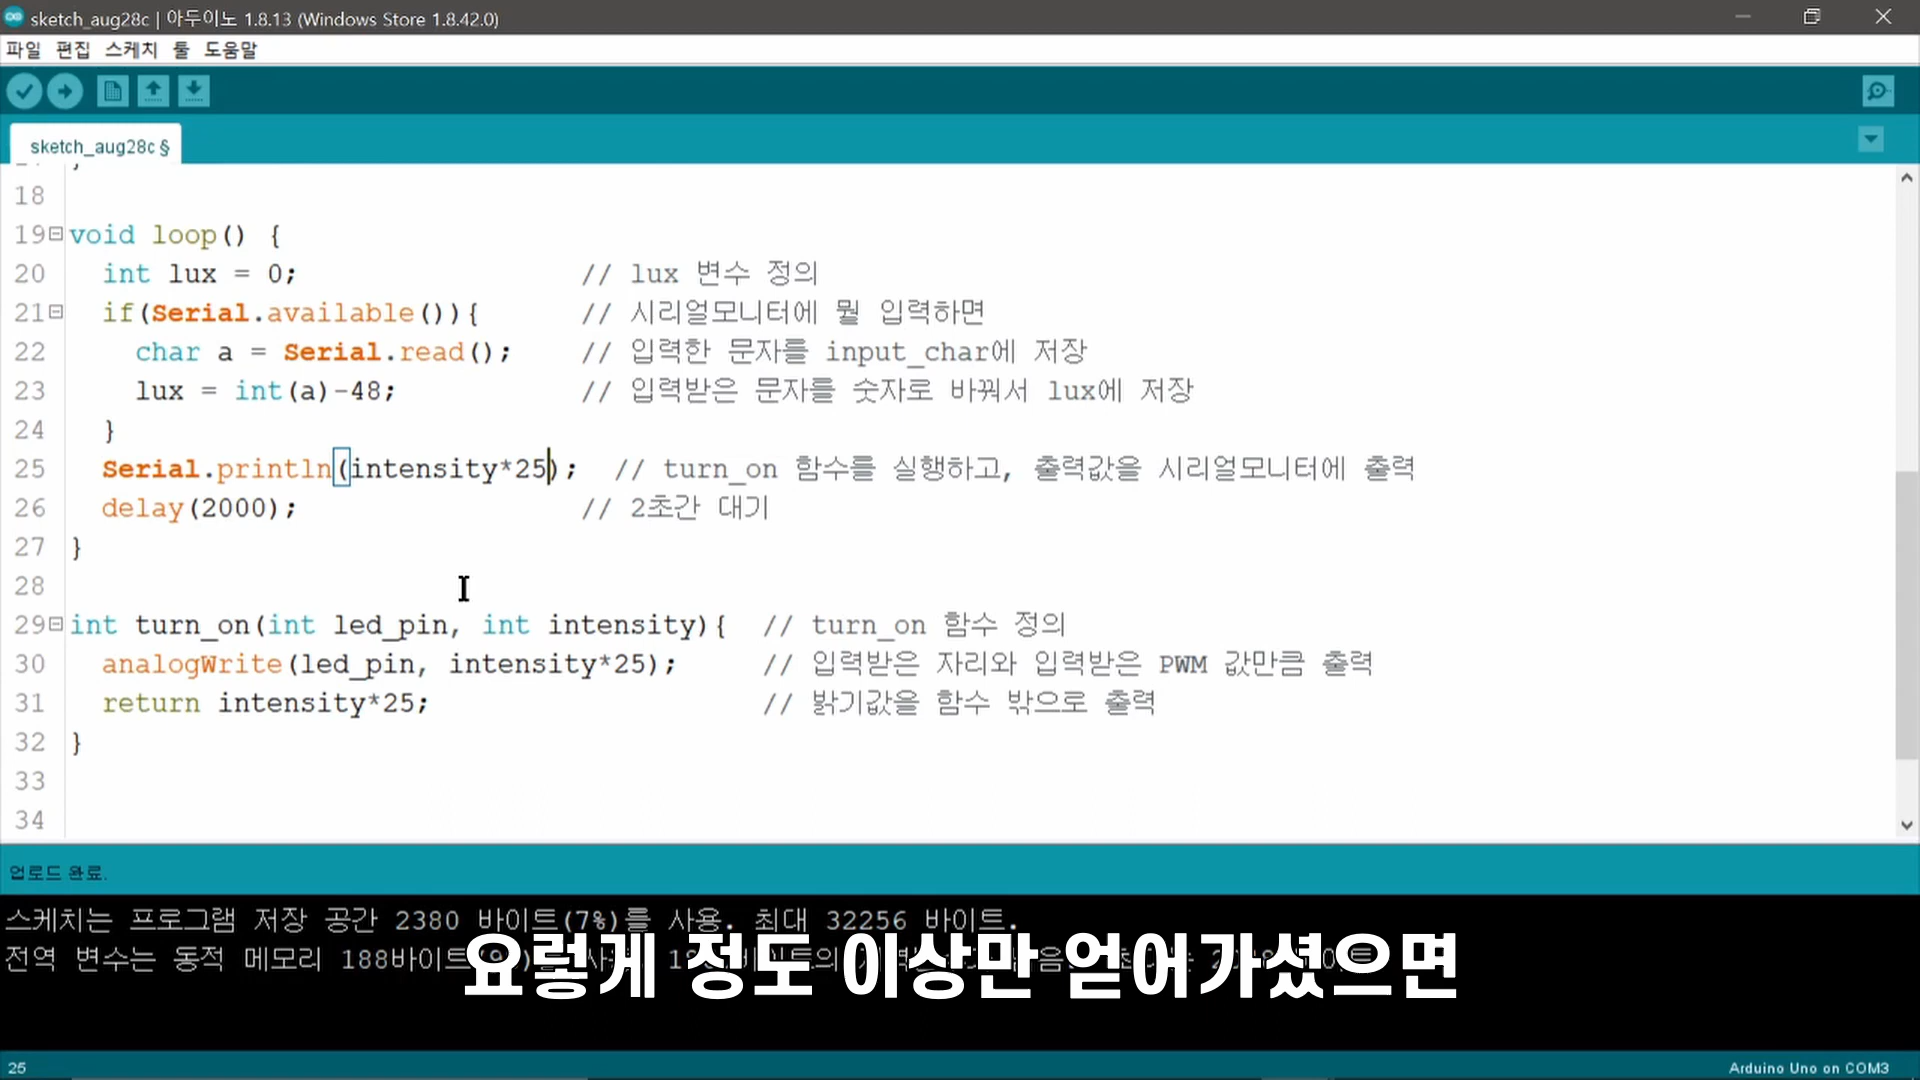 sketch_aug28c | 아두이노 1.8.13 (Windows Store 1.8.42.0)
파일 편집 스케치 툴 도움말
sketch_aug28c §
18
19 void loop() {
20 int lux = 0; // lux 변수 정의
21 if(Serial.available()){ // 시리얼모니터에 뭘 입력하면
22 char a = Serial.read(); // 입력한 문자를 input_char에 저장
23 lux = int(a)-48; // 입력받은 문자를 숫자로 바꿔서 lux에 저장
24 }
25 Serial.println(intensity*25); // turn_on 함수를 실행하고, 출력값을 시리얼모니터에 출력
26 delay(2000); // 2초간 대기
27 }
28
29 int turn_on(int led_pin, int intensity){ // turn_on 함수 정의
30 analogWrite(led_pin, intensity*25); // 입력받은 자리와 입력받은 PWM 값만큼 출력
31 return intensity*25; // 밝기값을 함수 밖으로 출력
32 }
33
34
업로드 완료.
스케치는 프로그램 저장 공간 2380 바이트(7%)를 사용. 최대 32256 바이트.
전역 변수는 동적 메모리 188바이트
요렇게 정도 이상만 얻어가셨으면
25
Arduino Uno on COM3